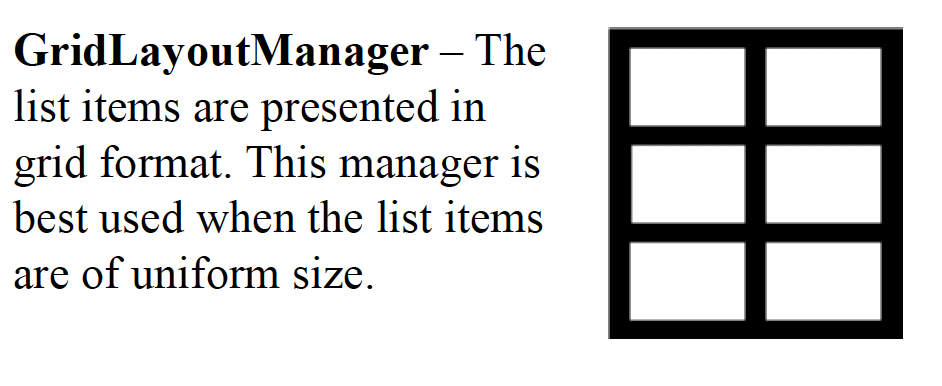 GridLayoutManager – The
list items are presented in
grid format. This manager is
best used when the list items
are of uniform size.